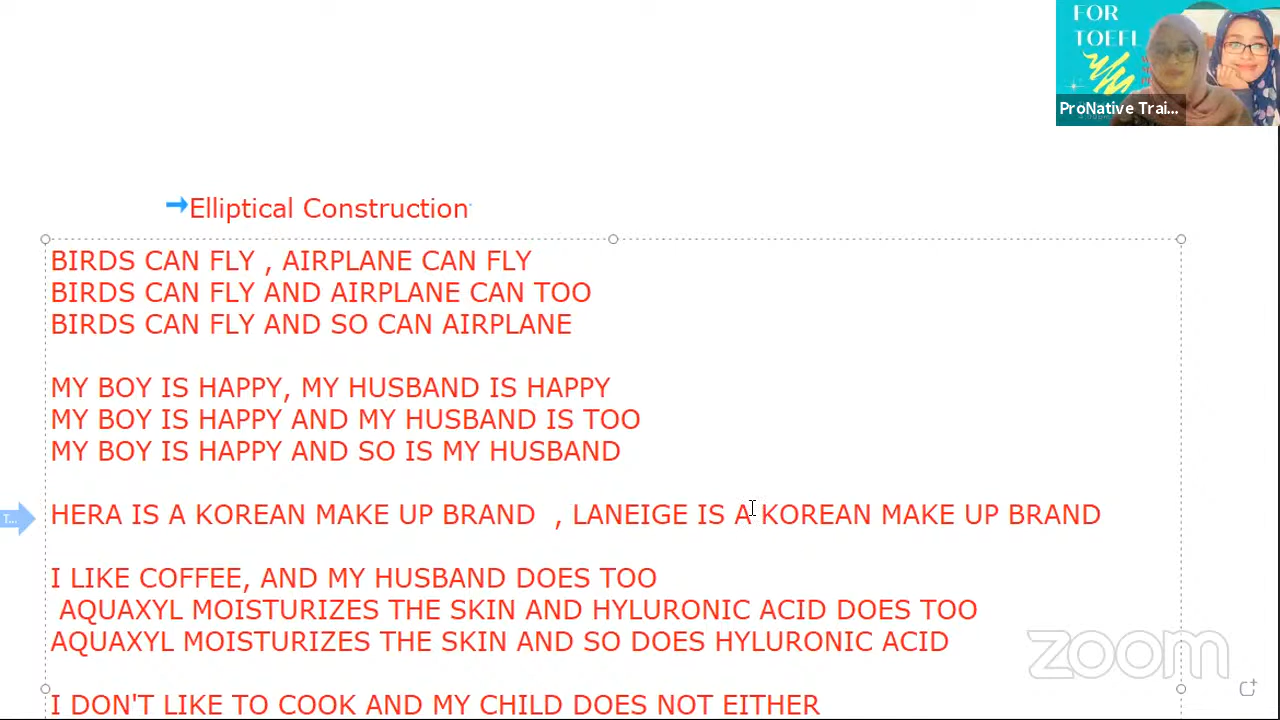 FOR
TOEFL
ProNative Trai...
➞Elliptical Construction
BIRDS CAN FLY , AIRPLANE CAN FLY
BIRDS CAN FLY AND AIRPLANE CAN TOO
BIRDS CAN FLY AND SO CAN AIRPLANE
MY BOY IS HAPPY, MY HUSBAND IS HAPPY
MY BOY IS HAPPY AND MY HUSBAND IS TOO
MY BOY IS HAPPY AND SO IS MY HUSBAND
T...
HERA IS A KOREAN MAKE UP BRAND , LANEIGE IS A KOREAN MAKE UP BRAND
I LIKE COFFEE, AND MY HUSBAND DOES TOO
AQUAXYL MOISTURIZES THE SKIN AND HYLURONIC ACID DOES TOO
AQUAXYL MOISTURIZES THE SKIN AND SO DOES HYLURONIC ACID
zoom
I DON'T LIKE TO COOK AND MY CHILD DOES NOT EITHER